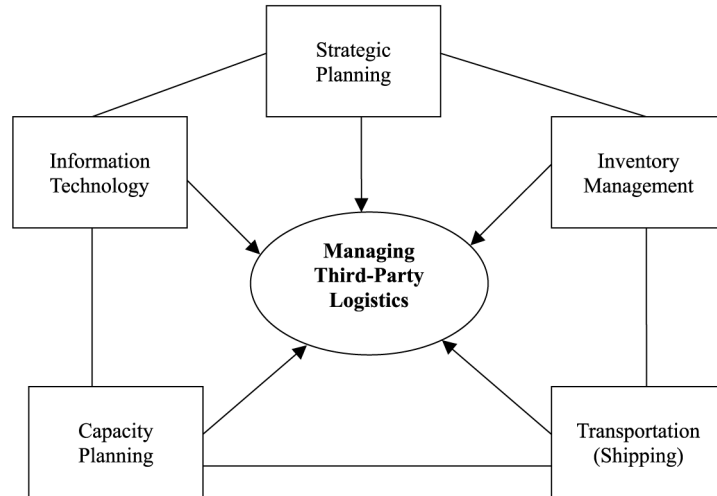 Strategic
Planning
Information
Technology
Inventory
Management
Managing
Third-Party
Logistics
Capacity
Planning
Transportation
(Shipping)